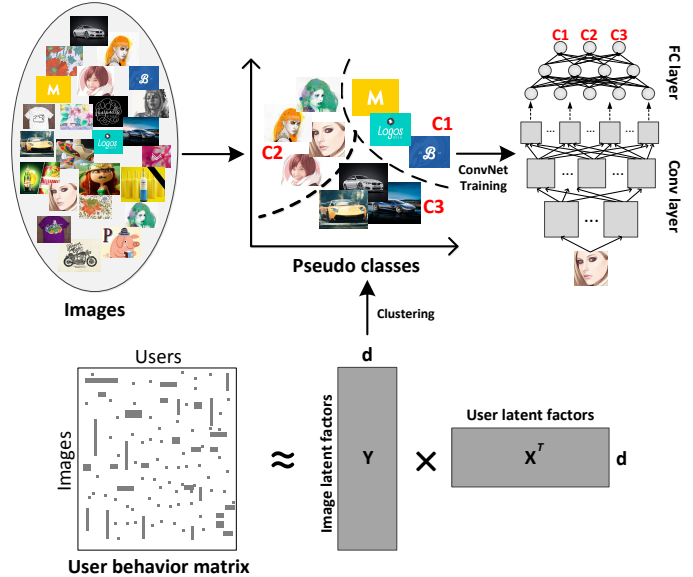 C1 C2 C3
FC layer
M
B
Logos
P
M
Logos
B
C1
C2
C3
ConvNet
Training
Conv layer
... ...
...
...
Images
Pseudo classes
Clustering
Users
d
Images
≈
Image latent factors
Y
×
User latent factors
X^T
d
User behavior matrix